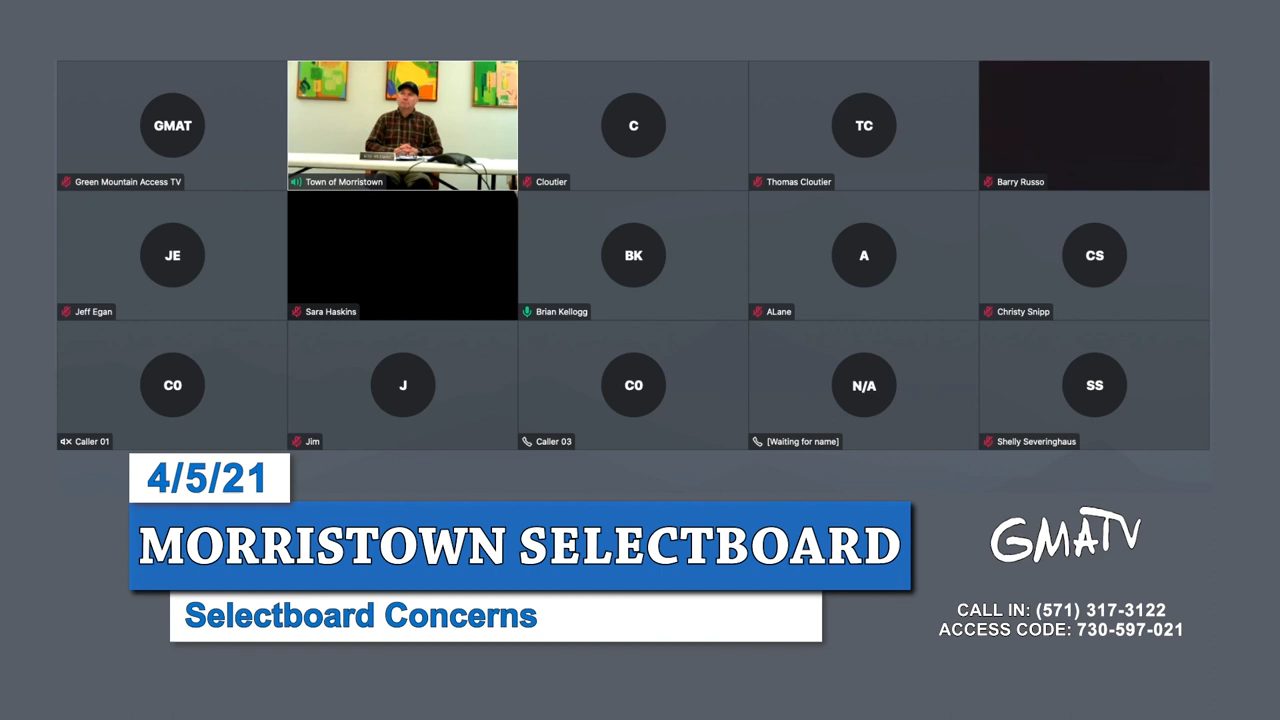 GMAT
C
TC
Green Mountain Access TV
Town of Morristown
Cloutier
Thomas Cloutier
Barry Russo
JE
BK
A
CS
Jeff Egan
Sara Haskins
Brian Kellogg
ALane
Christy Snipp
C0
J
C0
N/A
SS
Caller 01
Jim
Caller 03
[Waiting for name]
Shelly Severinghaus
4/5/21
MORRISTOWN SELECTBOARD
Selectboard Concerns
GMATV
CALL IN: (571) 317-3122
ACCESS CODE: 730-597-021